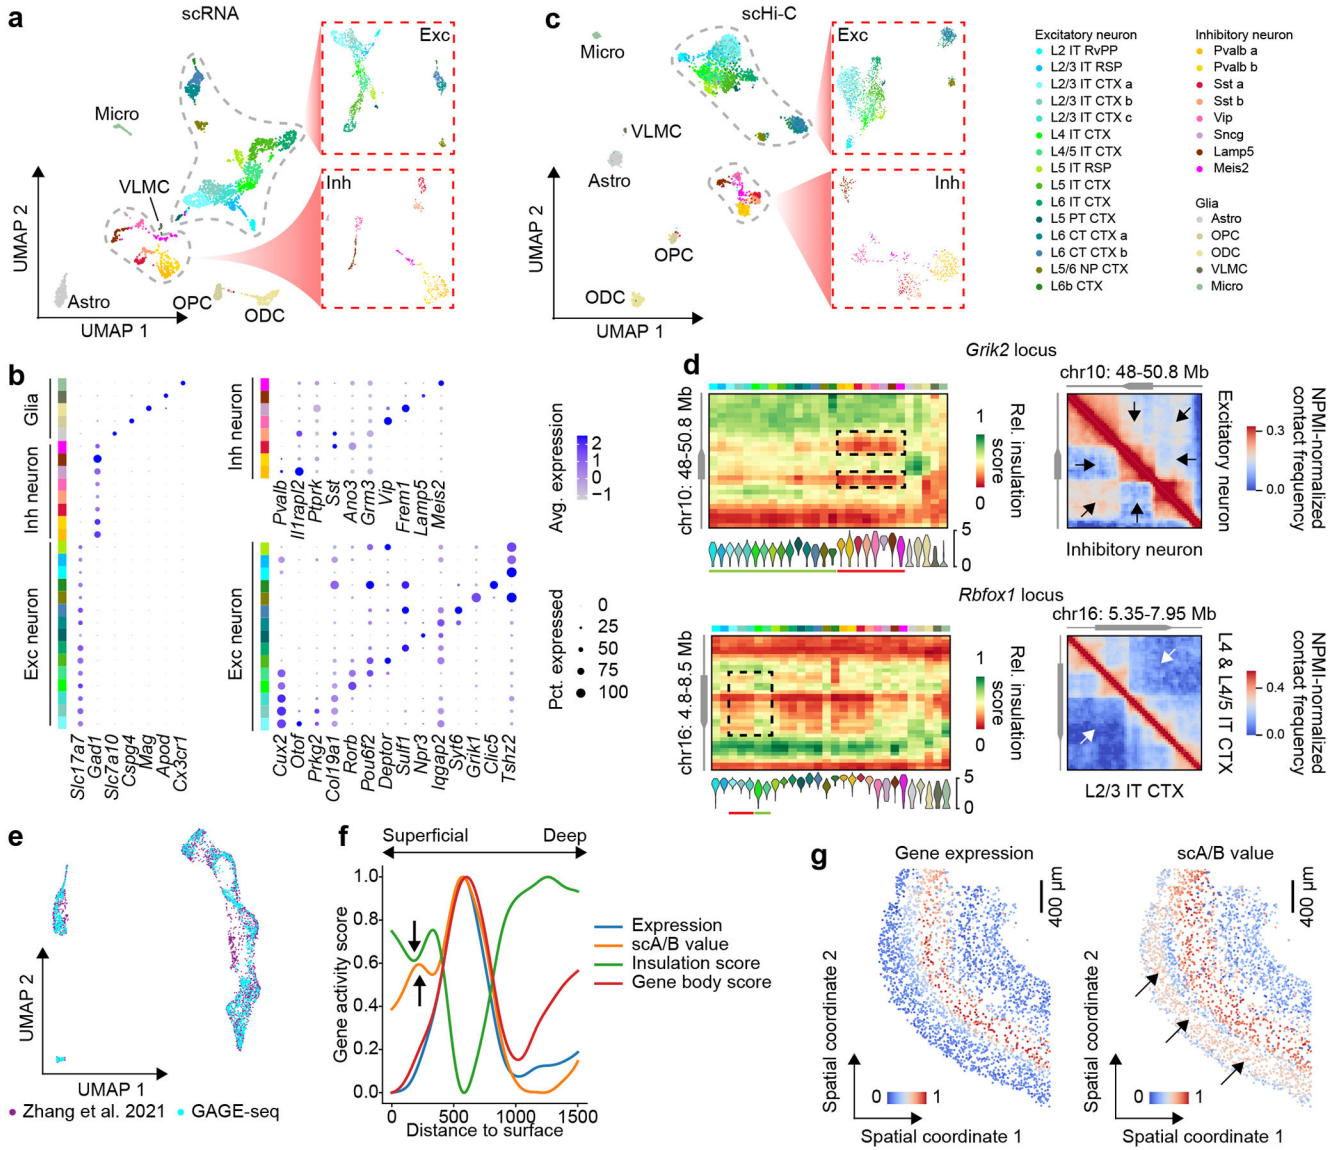 a
scRNA
Exc
Micro
VLMC
Inh
Astro
OPC
ODC
UMAP 2
UMAP 1
c
scHi-C
Micro
Exc
VLMC
Astro
Inh
OPC
ODC
UMAP 2
UMAP 1
Excitatory neuron
L2 IT RvPP
L2/3 IT RSP
L2/3 IT CTX a
L2/3 IT CTX b
L2/3 IT CTX c
L4 IT CTX
L4/5 IT CTX
L5 IT RSP
L5 IT CTX
L6 IT CTX
L5 PT CTX
L6 CT CTX a
L6 CT CTX b
L5/6 NP CTX
L6b CTX
Inhibitory neuron
Pvalb a
Pvalb b
Sst a
Sst b
Vip
Sncg
Lamp5
Meis2
Glia
Astro
OPC
ODC
VLMC
Micro
b
Glia
Inh neuron
Exc neuron
Slc17a7
Gad1
Slc7a10
Cspg4
Mag
Apod
Cx3cr1
Inh neuron
Pvalb
Il1rapl2
Ptprk
Sst
Ano3
Grm3
Vip
Frem1
Lamp5
Meis2
Exc neuron
Cux2
Otof
Prkg2
Col19a1
Rorb
Pou6f2
Deptor
Sulf1
Npr3
Inpp2
Syt6
Grik1
Clic5
Tshz2
Avg. expression
2
1
0
−1
Pct. expressed
0
25
50
75
100
d
Grik2 locus
chr10: 48-50.8 Mb
1
0
Rel. insulation
score
5
0
chr10: 48-50.8 Mb
Excitatory neuron
Inhibitory neuron
0.3
0.0
NPMI-normalized
contact frequency
Rbfox1 locus
chr16: 4.8-8.5 Mb
1
0
Rel. insulation
score
5
0
chr16: 5.35-7.95 Mb
L4 & L4/5 IT CTX
L2/3 IT CTX
0.4
0.0
NPMI-normalized
contact frequency
e
UMAP 2
UMAP 1
Zhang et al. 2021
GAGE-seq
f
Superficial
Deep
Gene activity score
1.0
0.8
0.6
0.4
0.2
0.0
0
500
1000
1500
Distance to surface
Expression
scA/B value
Insulation score
Gene body score
g
Gene expression
400 µm
Spatial coordinate 2
0
1
Spatial coordinate 1
scA/B value
400 µm
Spatial coordinate 2
0
1
Spatial coordinate 1